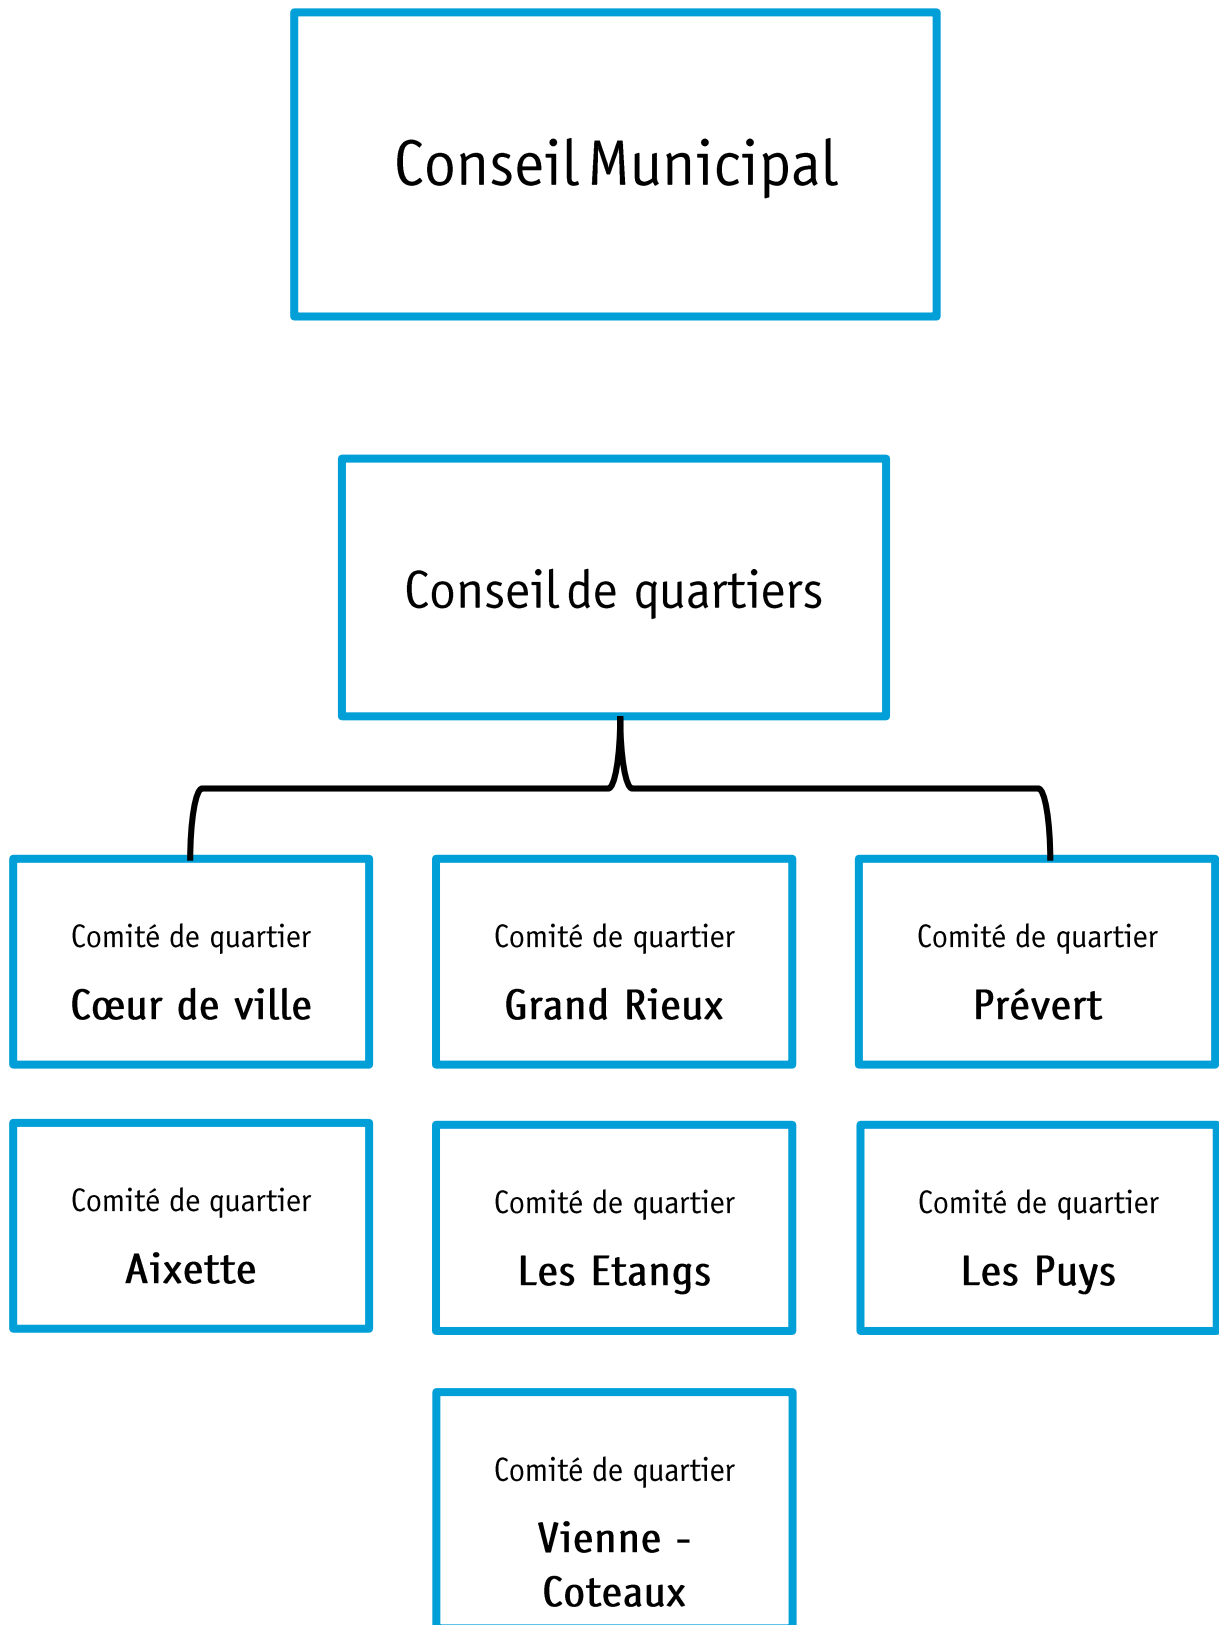 Conseil Municipal
Conseil de quartiers
Comité de quartier
Cœur de ville
Comité de quartier
Grand Rieux
Comité de quartier
Prévert
Comité de quartier
Aixette
Comité de quartier
Les Etangs
Comité de quartier
Les Puys
Comité de quartier
Vienne -
Coteaux